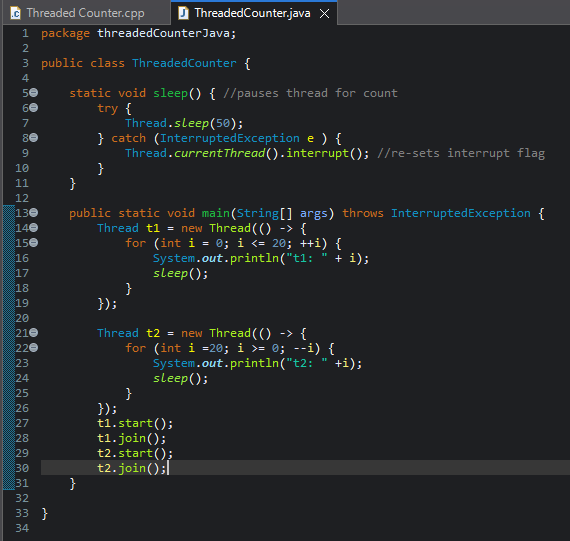 Threaded Counter.cpp ThreadedCounter.java
1 package threadedCounterJava;
2
3 public class ThreadedCounter {
4
5 static void sleep() { //pauses thread for count
6 try {
7 Thread.sleep(50);
8 } catch (InterruptedException e ) {
9 Thread.currentThread().interrupt(); //re-sets interrupt flag
10 }
11 }
12
13 public static void main(String[] args) throws InterruptedException {
14 Thread t1 = new Thread(() -> {
15 for (int i = 0; i <= 20; ++i) {
16 System.out.println("t1: " + i);
17 sleep();
18 }
19 });
20
21 Thread t2 = new Thread(() -> {
22 for (int i =20; i >= 0; --i) {
23 System.out.println("t2: " +i);
24 sleep();
25 }
26 });
27 t1.start();
28 t1.join();
29 t2.start();
30 t2.join();
31 }
32
33 }
34